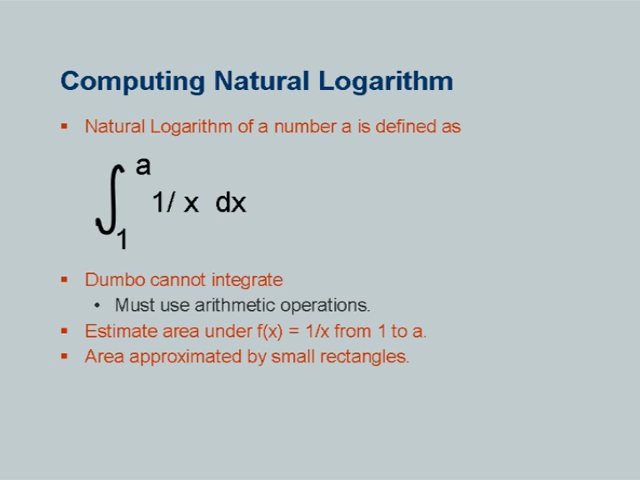 Computing Natural Logarithm
▪ Natural Logarithm of a number a is defined as
∫ a
1/ x dx
1
▪ Dumbo cannot integrate
• Must use arithmetic operations.
▪ Estimate area under f(x) = 1/x from 1 to a.
▪ Area approximated by small rectangles.